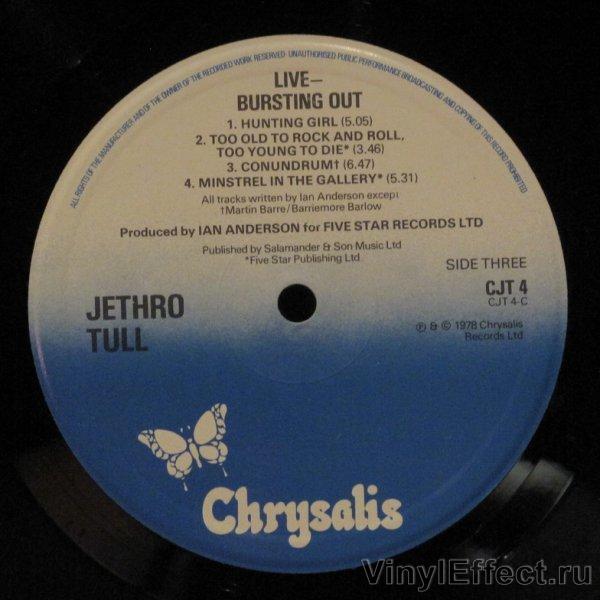 ALL RIGHTS OF THE MANUFACTURER AND OF THE OWNER OF THE RECORDED WORK RESERVED UNAUTHORISED PUBLIC PERFORMANCE BROADCASTING AND COPYING OF THIS RECORD PROHIBITED
LIVE—
BURSTING OUT
1. HUNTING GIRL (5.05)
2. TOO OLD TO ROCK AND ROLL,
TOO YOUNG TO DIE* (3.46)
3. CONUNDRUM† (6.47)
4. MINSTREL IN THE GALLERY* (5.31)
All tracks written by Ian Anderson except
†Martin Barre/Barriemore Barlow
Produced by IAN ANDERSON for FIVE STAR RECORDS LTD
Published by Salamander & Son Music Ltd
*Five Star Publishing Ltd.
SIDE THREE
CJT 4
CJT 4-C
JETHRO
TULL
℗ & © 1978 Chrysalis
Records Ltd
Chrysalis
VinylEffect.ru